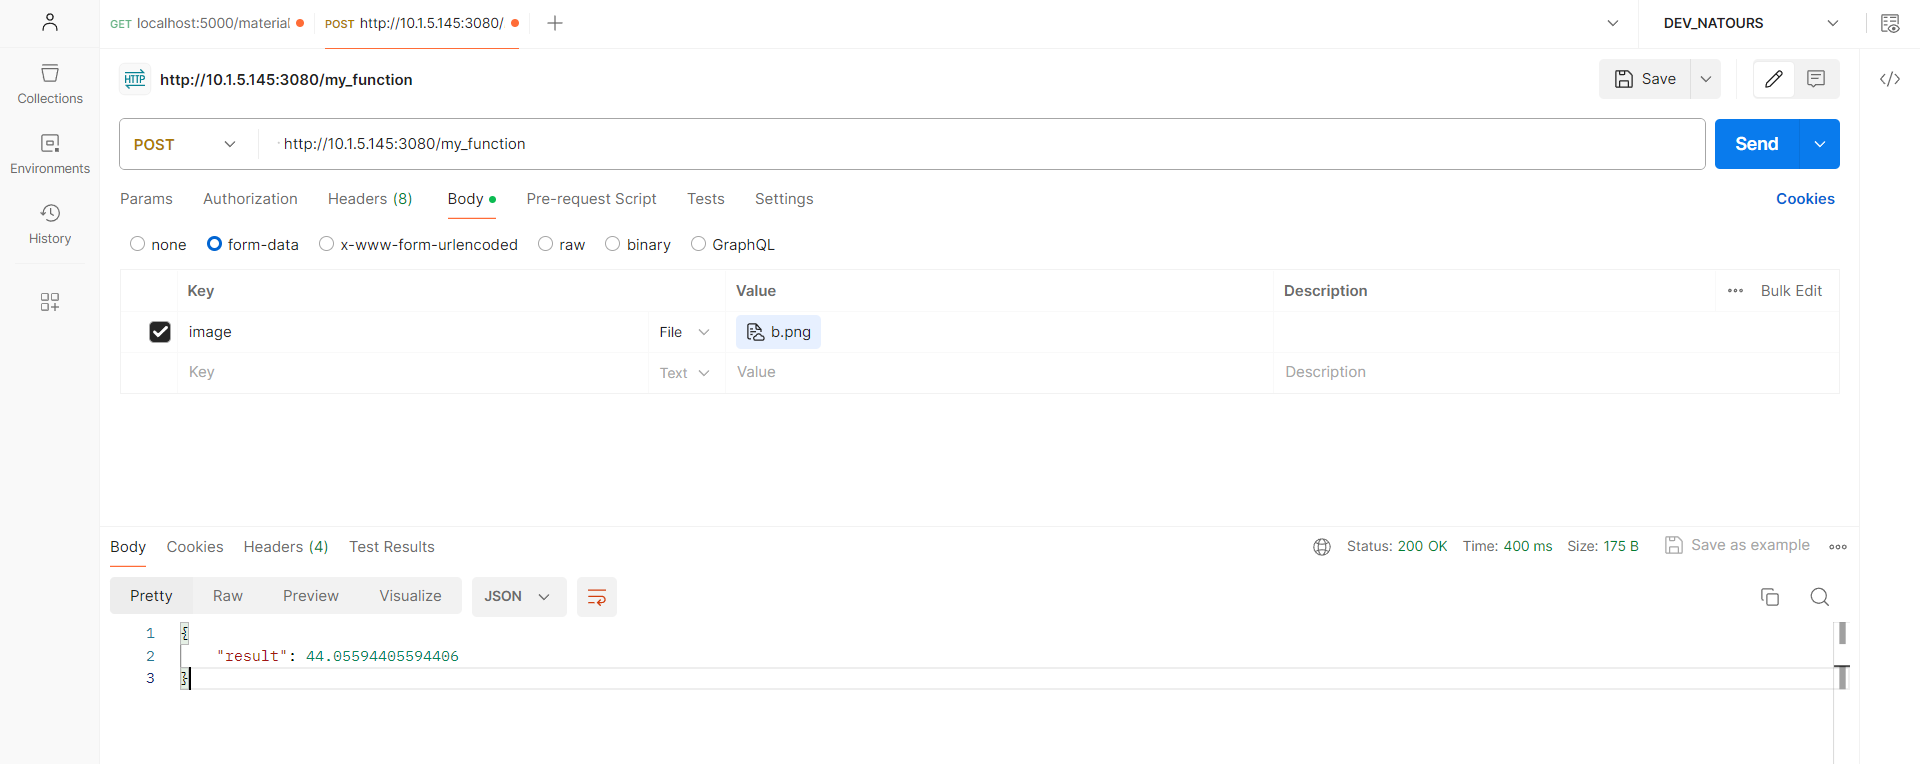 GET localhost:5000/material
POST http://10.1.5.145:3080/
DEV_NATOURS
Collections
Environments
History
HTTP http://10.1.5.145:3080/my_function
Save
POST http://10.1.5.145:3080/my_function
Send
Params Authorization Headers (8) Body Pre-request Script Tests Settings Cookies
none form-data x-www-form-urlencoded raw binary GraphQL
Key Value Description Bulk Edit
image File b.png
Key Text Value Description
Body Cookies Headers (4) Test Results Status: 200 OK Time: 400 ms Size: 175 B Save as example
Pretty Raw Preview Visualize JSON
1 {
2 "result": 44.05594405594406
3 }